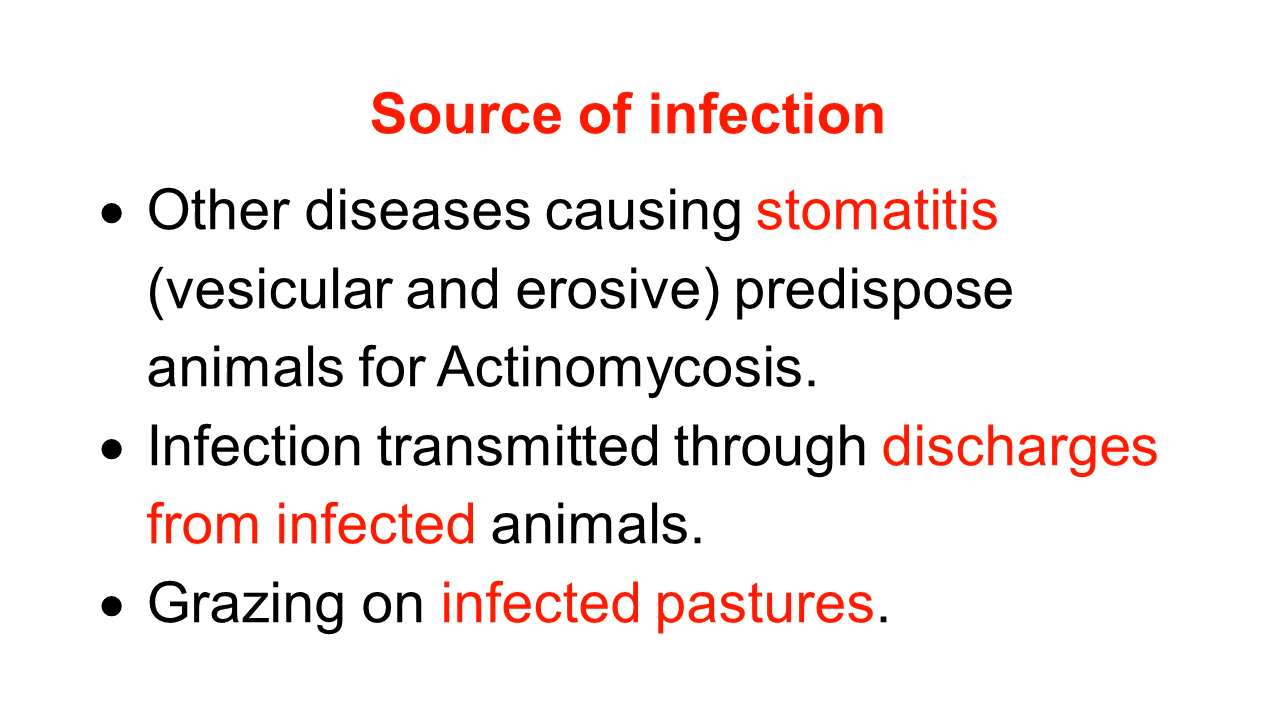 Source of infection
• Other diseases causing stomatitis
(vesicular and erosive) predispose
animals for Actinomycosis.
• Infection transmitted through discharges
from infected animals.
• Grazing on infected pastures.